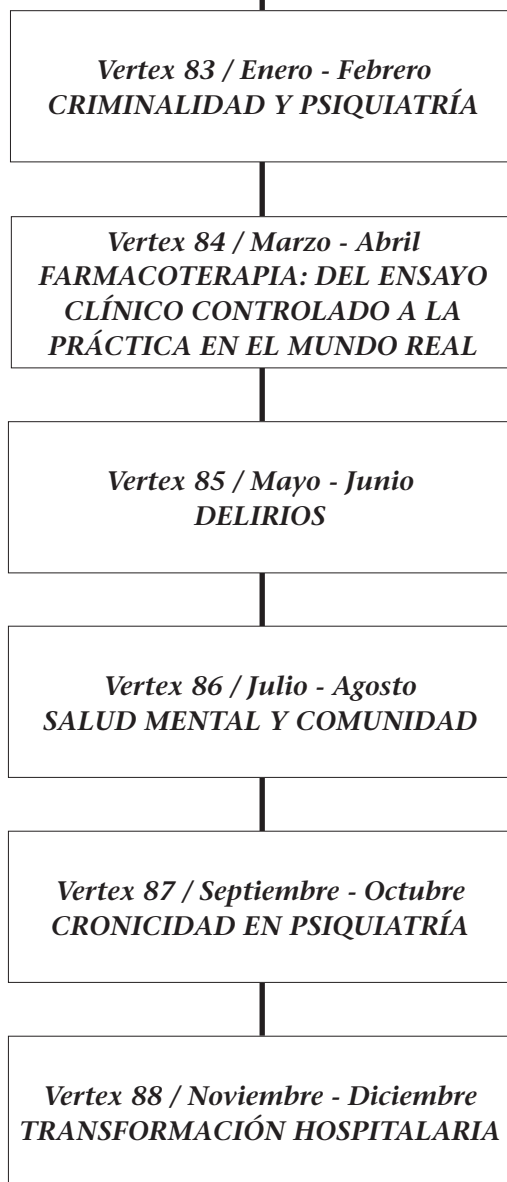 Vertex 83 / Enero - Febrero
CRIMINALIDAD Y PSIQUIATRÍA
Vertex 84 / Marzo - Abril
FARMACOTERAPIA: DEL ENSAYO
CLÍNICO CONTROLADO A LA
PRÁCTICA EN EL MUNDO REAL
Vertex 85 / Mayo - Junio
DELIRIOS
Vertex 86 / Julio - Agosto
SALUD MENTAL Y COMUNIDAD
Vertex 87 / Septiembre - Octubre
CRONICIDAD EN PSIQUIATRÍA
Vertex 88 / Noviembre - Diciembre
TRANSFORMACIÓN HOSPITALARIA